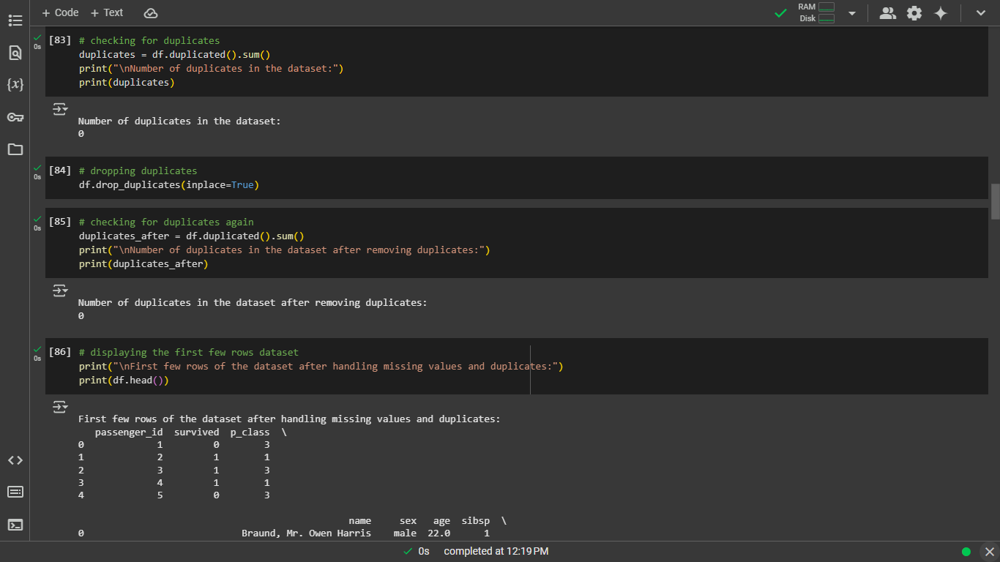 + Code + Text
RAM
Disk
[83] # checking for duplicates
0s
duplicates = df.duplicated().sum()
print("\nNumber of duplicates in the dataset:")
print(duplicates)
Number of duplicates in the dataset:
0
[84] # dropping duplicates
0s
df.drop_duplicates(inplace=True)
[85] # checking for duplicates again
0s
duplicates_after = df.duplicated().sum()
print("\nNumber of duplicates in the dataset after removing duplicates:")
print(duplicates_after)
Number of duplicates in the dataset after removing duplicates:
0
[86] # displaying the first few rows dataset
0s
print("\nFirst few rows of the dataset after handling missing values and duplicates:")
print(df.head())
First few rows of the dataset after handling missing values and duplicates:
passenger_id survived p_class \
0 1 0 3
1 2 1 1
2 3 1 3
3 4 1 1
4 5 0 3
name sex age sibsp \
0 Braund, Mr. Owen Harris male 22.0 1
0s completed at 12:19 PM